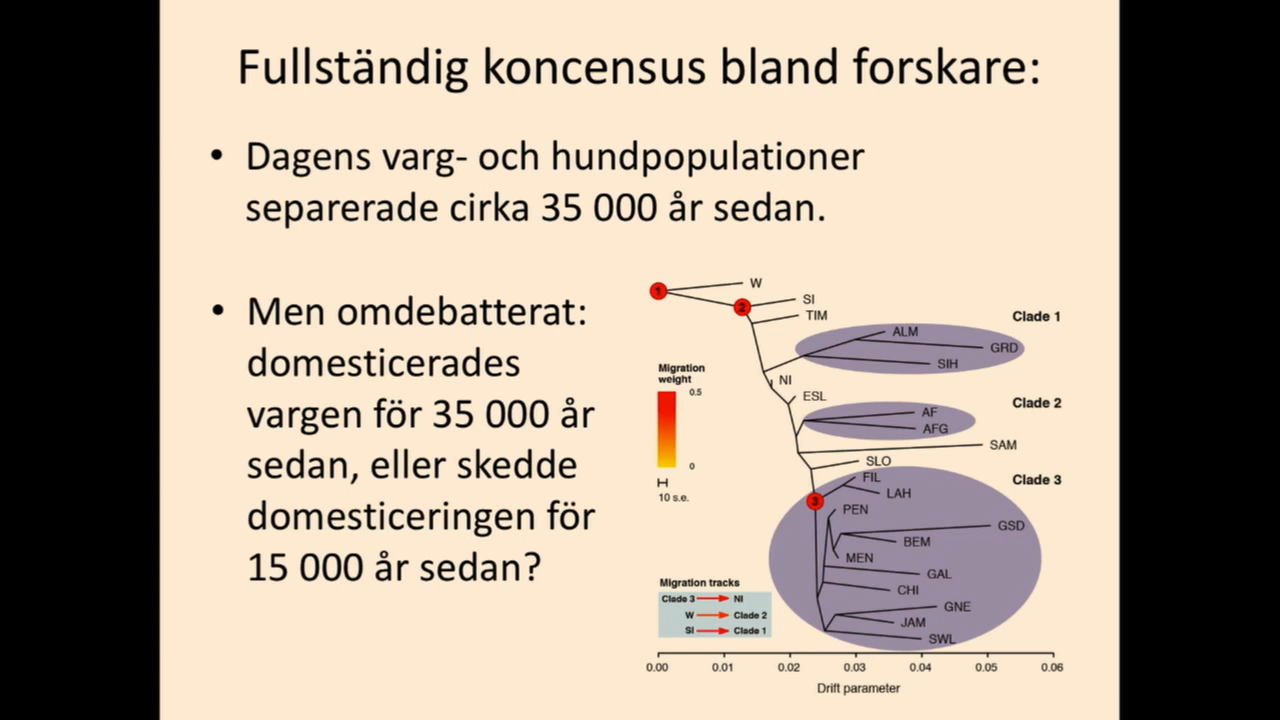 Fullständig koncensus bland forskare:
• Dagens varg- och hundpopulationer
separerade cirka 35 000 år sedan.
• Men omdebatterat:
domesticerades
vargen för 35 000 år
sedan, eller skedde
domesticeringen för
15 000 år sedan?
1
W
2
SI
TIM
Clade 1
ALM
GRD
SIH
Migration
weight
0.5
0
10 s.e.
NI
ESL
Clade 2
AF
AFG
SAM
SLO
Clade 3
FIL
LAH
3
PEN
GSD
BEM
MEN
GAL
CHI
GNE
JAM
SWL
Migration tracks
Clade 3 NI
W Clade 2
SI Clade 1
0.00 0.01 0.02 0.03 0.04 0.05 0.06
Drift parameter